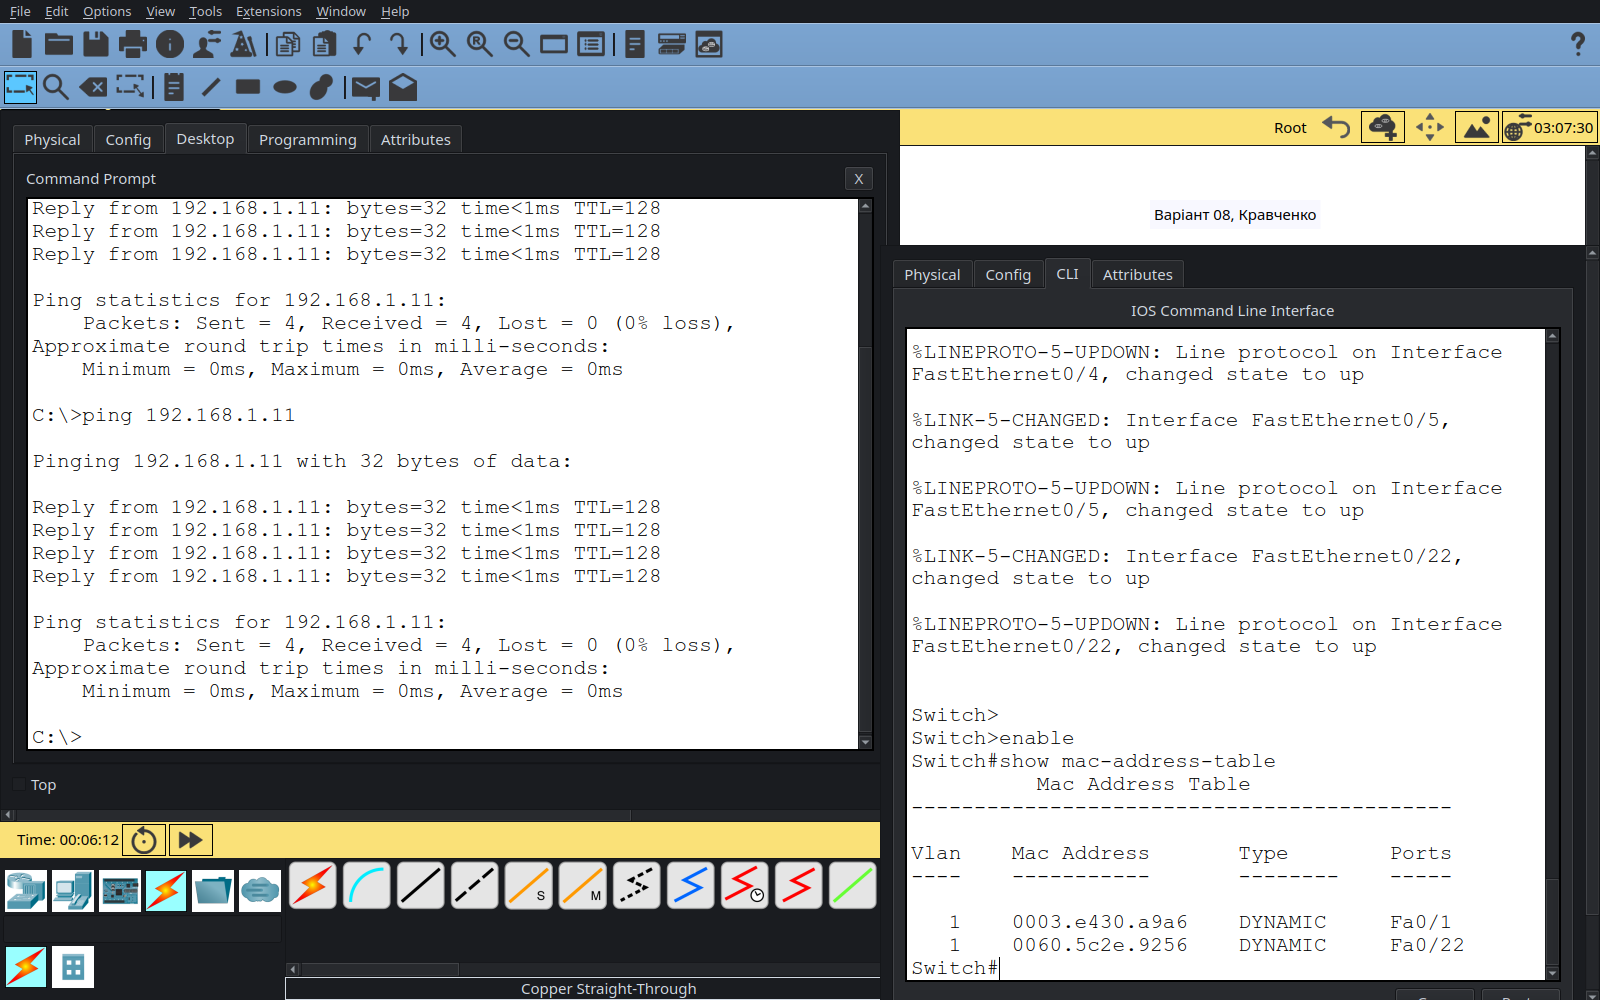 File Edit Options View Tools Extensions Window Help
Root
03:07:30
Physical Config Desktop Programming Attributes
Command Prompt
X
Reply from 192.168.1.11: bytes=32 time<1ms TTL=128
Reply from 192.168.1.11: bytes=32 time<1ms TTL=128
Reply from 192.168.1.11: bytes=32 time<1ms TTL=128
Ping statistics for 192.168.1.11:
Packets: Sent = 4, Received = 4, Lost = 0 (0% loss),
Approximate round trip times in milli-seconds:
Minimum = 0ms, Maximum = 0ms, Average = 0ms
C:\>ping 192.168.1.11
Pinging 192.168.1.11 with 32 bytes of data:
Reply from 192.168.1.11: bytes=32 time<1ms TTL=128
Reply from 192.168.1.11: bytes=32 time<1ms TTL=128
Reply from 192.168.1.11: bytes=32 time<1ms TTL=128
Reply from 192.168.1.11: bytes=32 time<1ms TTL=128
Ping statistics for 192.168.1.11:
Packets: Sent = 4, Received = 4, Lost = 0 (0% loss),
Approximate round trip times in milli-seconds:
Minimum = 0ms, Maximum = 0ms, Average = 0ms
C:\>
Top
Time: 00:06:12
S
M
Copper Straight-Through
Варіант 08, Кравченко
Physical Config CLI Attributes
IOS Command Line Interface
%LINEPROTO-5-UPDOWN: Line protocol on Interface
FastEthernet0/4, changed state to up
%LINK-5-CHANGED: Interface FastEthernet0/5,
changed state to up
%LINEPROTO-5-UPDOWN: Line protocol on Interface
FastEthernet0/5, changed state to up
%LINK-5-CHANGED: Interface FastEthernet0/22,
changed state to up
%LINEPROTO-5-UPDOWN: Line protocol on Interface
FastEthernet0/22, changed state to up
Switch>
Switch>enable
Switch#show mac-address-table
Mac Address Table
-------------------------------------------
Vlan Mac Address Type Ports
---- ----------- -------- -----
1 0003.e430.a9a6 DYNAMIC Fa0/1
1 0060.5c2e.9256 DYNAMIC Fa0/22
Switch#